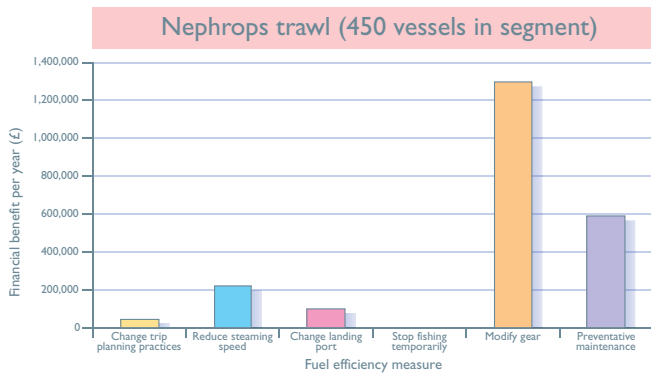 Nephrops trawl (450 vessels in segment)
Financial benefit per year (£)
1,400,000
1,200,000
1,000,000
800,000
600,000
400,000
200,000
0
Change trip
planning practices
Reduce steaming
speed
Change landing
port
Stop fishing
temporarily
Modify gear
Preventative
maintenance
Fuel efficiency measure